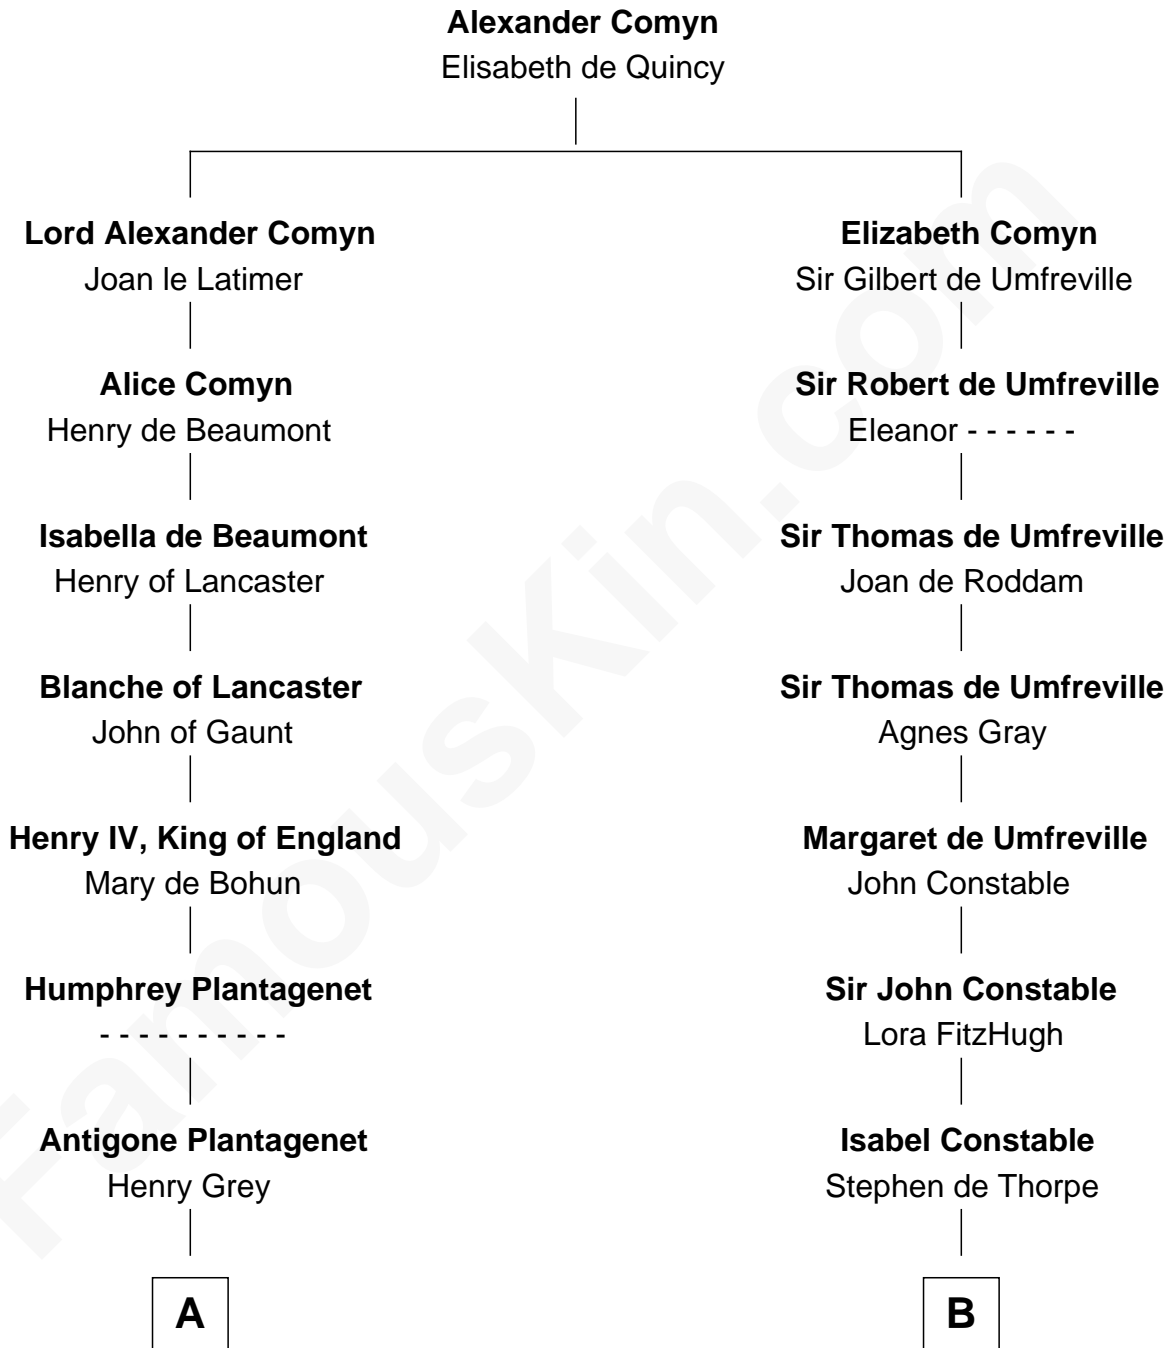 Alexander Comyn
Elisabeth de Quincy
Lord Alexander Comyn
Joan le Latimer
Alice Comyn
Henry de Beaumont
Isabella de Beaumont
Henry of Lancaster
Blanche of Lancaster
John of Gaunt
Henry IV, King of England
Mary de Bohun
Humphrey Plantagenet
- - - - - - - - - -
Antigone Plantagenet
Henry Grey
A
Elizabeth Comyn
Sir Gilbert de Umfreville
Sir Robert de Umfreville
Eleanor - - - - - -
Sir Thomas de Umfreville
Joan de Roddam
Sir Thomas de Umfreville
Agnes Gray
Margaret de Umfreville
John Constable
Sir John Constable
Lora FitzHugh
Isabel Constable
Stephen de Thorpe
B
FamousKin.com